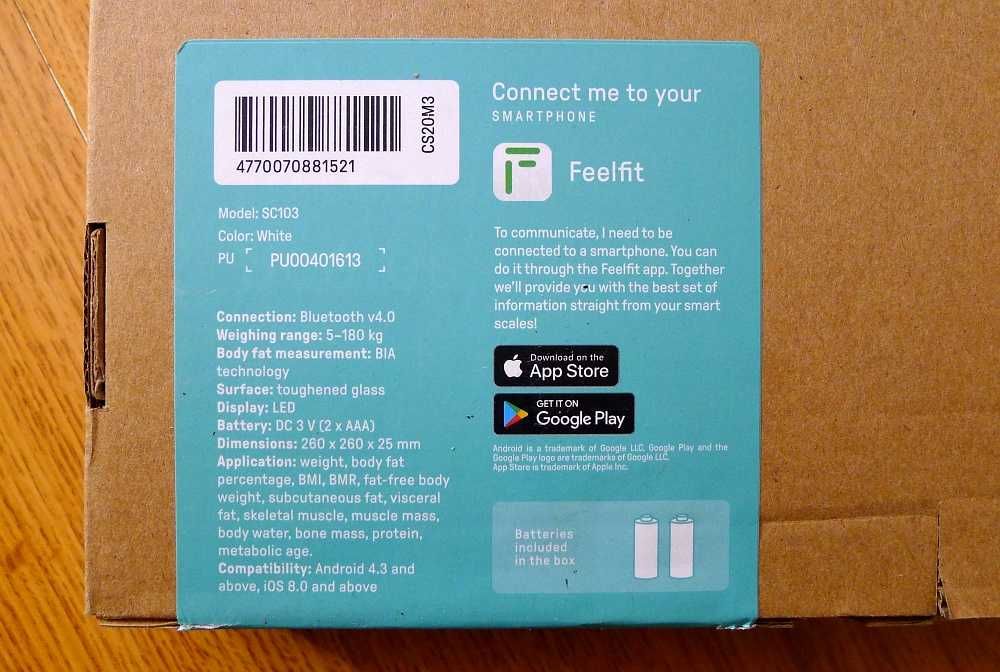 4770070881521
CS20M3
Model: SC103
Color: White
PU PU00401613
Connection: Bluetooth v4.0
Weighing range: 5–180 kg
Body fat measurement: BIA
technology
Surface: toughened glass
Display: LED
Battery: DC 3 V (2 x AAA)
Dimensions: 260 x 260 x 25 mm
Application: weight, body fat
percentage, BMI, BMR, fat-free body
weight, subcutaneous fat, visceral
fat, skeletal muscle, muscle mass,
body water, bone mass, protein,
metabolic age.
Compatibility: Android 4.3 and
above, iOS 8.0 and above
Connect me to your
SMARTPHONE
Feelfit
To communicate, I need to be
connected to a smartphone. You can
do it through the Feelfit app. Together
we'll provide you with the best set of
information straight from your smart
scales!
Download on the
App Store
GET IT ON
Google Play
Android is a trademark of Google LLC, Google Play and the
Google Play logo are trademarks of Google LLC.
App Store is trademark of Apple Inc.
Batteries
included
in the box